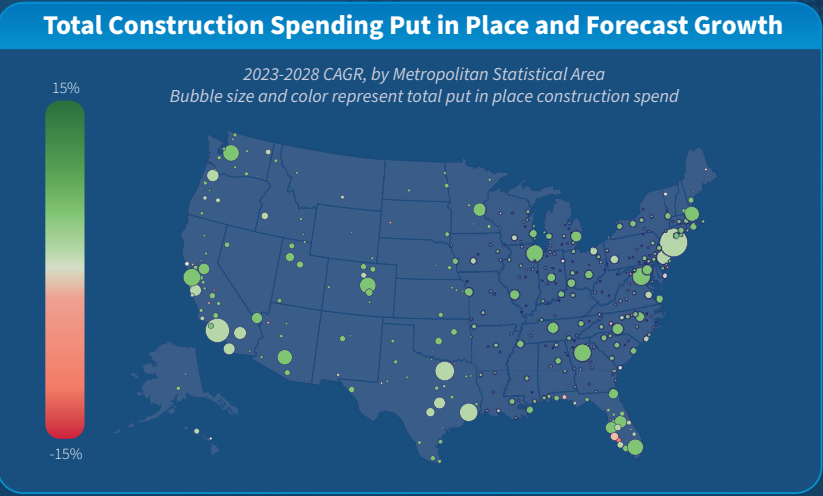 Total Construction Spending Put in Place and Forecast Growth
2023-2028 CAGR, by Metropolitan Statistical Area
Bubble size and color represent total put in place construction spend
15%
-15%